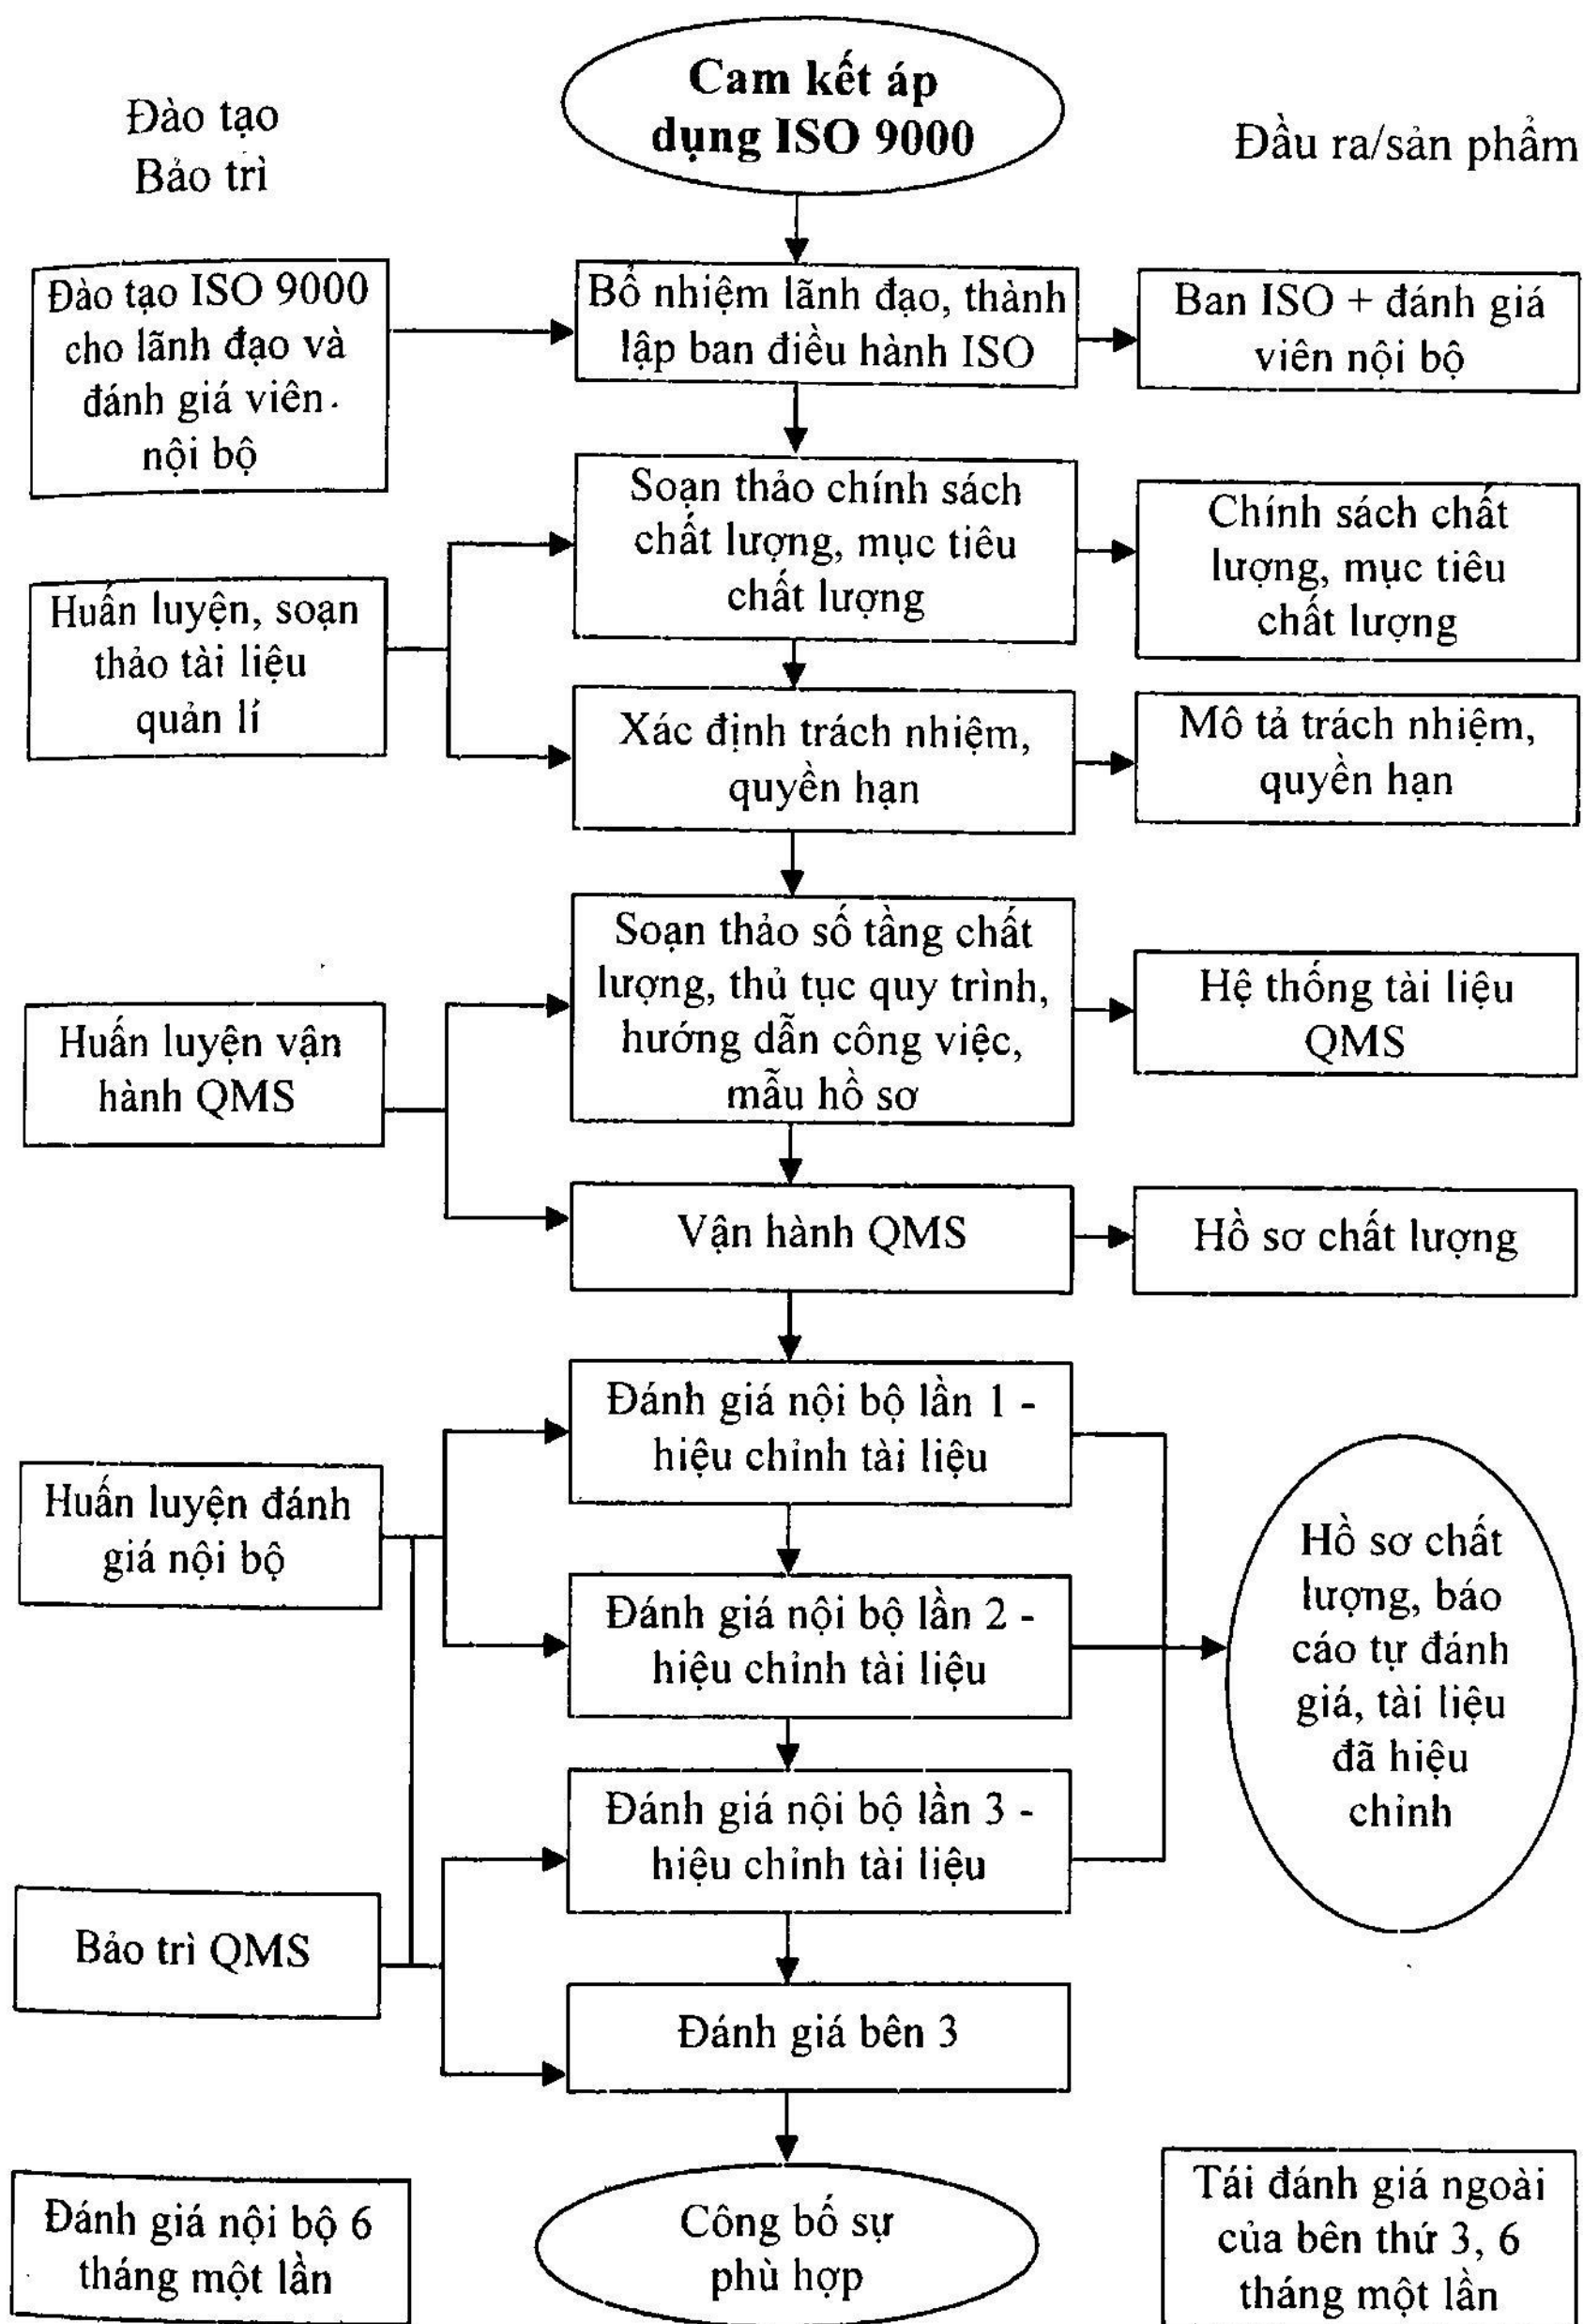 Đào tạo
Bảo trì
Cam kết áp
dụng ISO 9000
Đầu ra/sản phẩm
Đào tạo ISO 9000
cho lãnh đạo và
đánh giá viên
nội bộ
Bổ nhiệm lãnh đạo, thành
lập ban điều hành ISO
Ban ISO + đánh giá
viên nội bộ
Soạn thảo chính sách
chất lượng, mục tiêu
chất lượng
Chính sách chất
lượng, mục tiêu
chất lượng
Huấn luyện, soạn
thảo tài liệu
quản lí
Xác định trách nhiệm,
quyền hạn
Mô tả trách nhiệm,
quyền hạn
Soạn thảo số tầng chất
lượng, thủ tục quy trình,
hướng dẫn công việc,
mẫu hồ sơ
Hệ thống tài liệu
QMS
Huấn luyện vận
hành QMS
Vận hành QMS
Hồ sơ chất lượng
Đánh giá nội bộ lần 1 -
hiệu chỉnh tài liệu
Huấn luyện đánh
giá nội bộ
Đánh giá nội bộ lần 2 -
hiệu chỉnh tài liệu
Hồ sơ chất
lượng, báo
cáo tự đánh
giá, tài liệu
đã hiệu
chỉnh
Đánh giá nội bộ lần 3 -
hiệu chỉnh tài liệu
Bảo trì QMS
Đánh giá bên 3
Đánh giá nội bộ 6
tháng một lần
Công bố sự
phù hợp
Tái đánh giá ngoài
của bên thứ 3, 6
tháng một lần